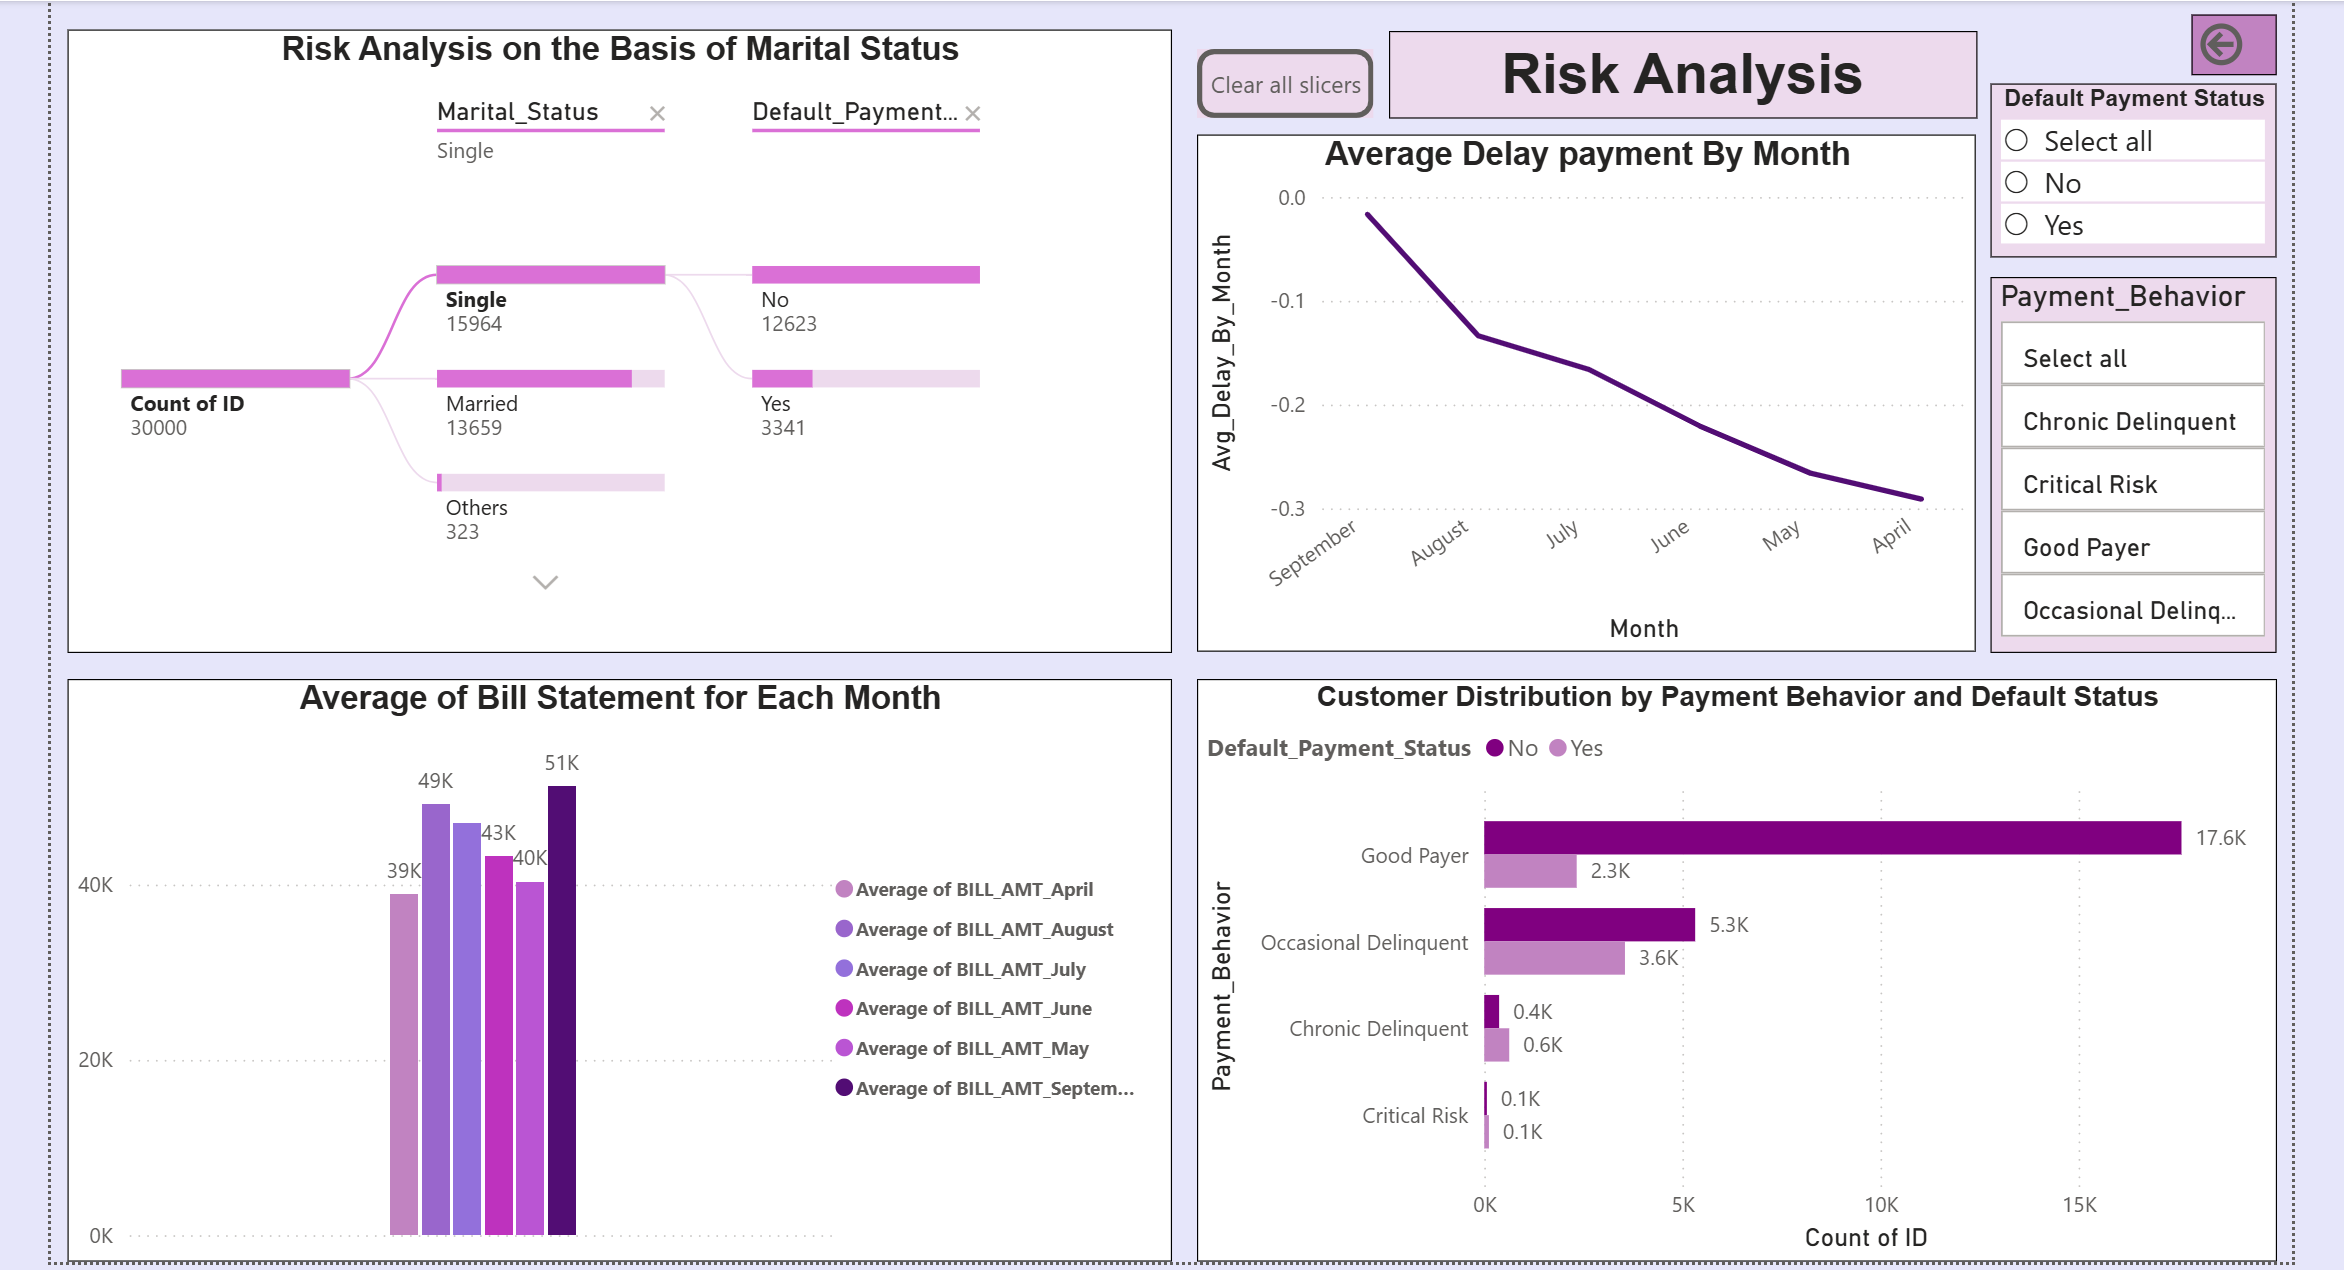 Risk Analysis on the Basis of Marital Status
Marital_Status
Default_Payment...
Single
Single
15964
No
12623
Count of ID
30000
Married
13659
Yes
3341
Others
323
Clear all slicers
Risk Analysis
Average Delay payment By Month
Avg_Delay_By_Month
0.0
-0.1
-0.2
-0.3
September
August
July
June
May
April
Month
Default Payment Status
Select all
No
Yes
Payment_Behavior
Select all
Chronic Delinquent
Critical Risk
Good Payer
Occasional Delinq...
Average of Bill Statement for Each Month
40K
20K
0K
39K
49K
43K
40K
51K
Average of BILL_AMT_April
Average of BILL_AMT_August
Average of BILL_AMT_July
Average of BILL_AMT_June
Average of BILL_AMT_May
Average of BILL_AMT_Septem...
Customer Distribution by Payment Behavior and Default Status
Default_Payment_Status No Yes
Payment_Behavior
Good Payer
17.6K
2.3K
Occasional Delinquent
5.3K
3.6K
Chronic Delinquent
0.4K
0.6K
Critical Risk
0.1K
0.1K
0K
5K
10K
15K
Count of ID